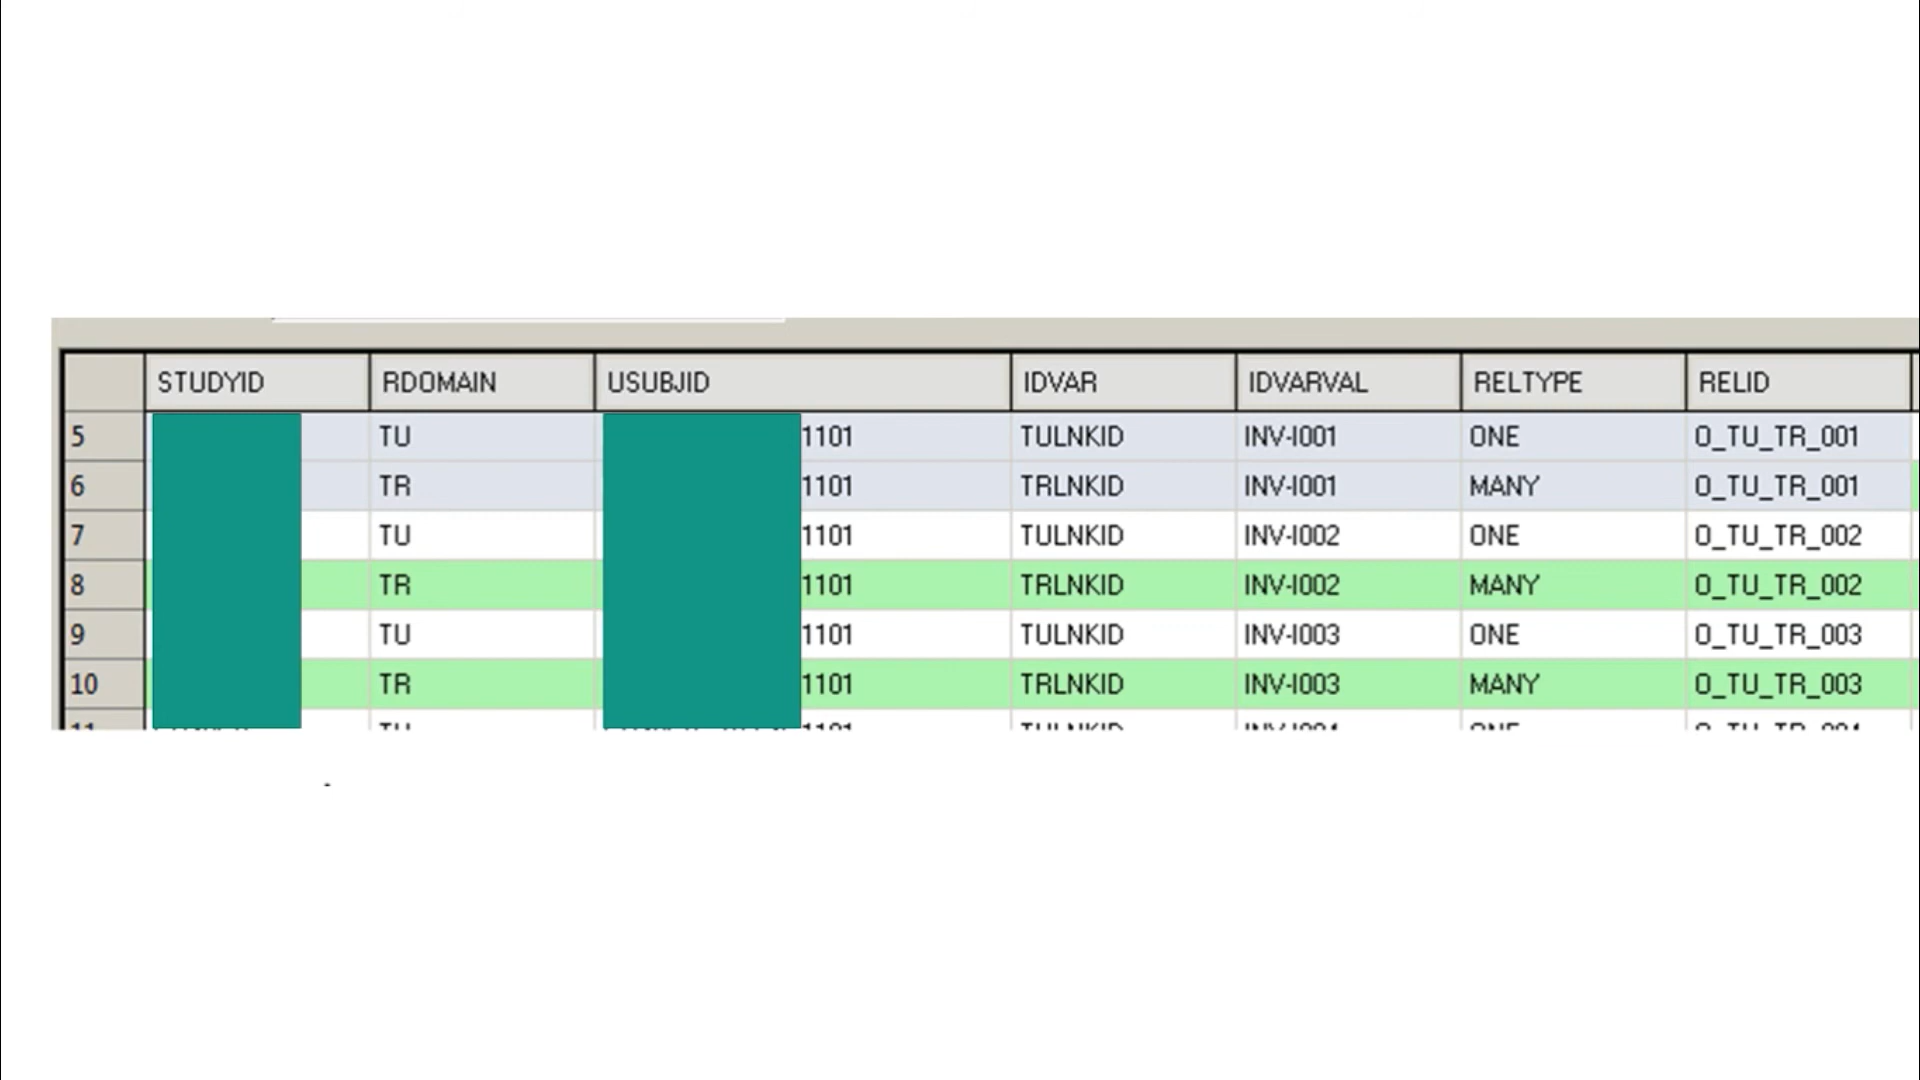 STUDYID RDOMAIN USUBJID IDVAR IDVARVAL RELTYPE RELID
5 TU 1101 TULNKID INV-I001 ONE O_TU_TR_001
6 TR 1101 TRLNKID INV-I001 MANY O_TU_TR_001
7 TU 1101 TULNKID INV-I002 ONE O_TU_TR_002
8 TR 1101 TRLNKID INV-I002 MANY O_TU_TR_002
9 TU 1101 TULNKID INV-I003 ONE O_TU_TR_003
10 TR 1101 TRLNKID INV-I003 MANY O_TU_TR_003